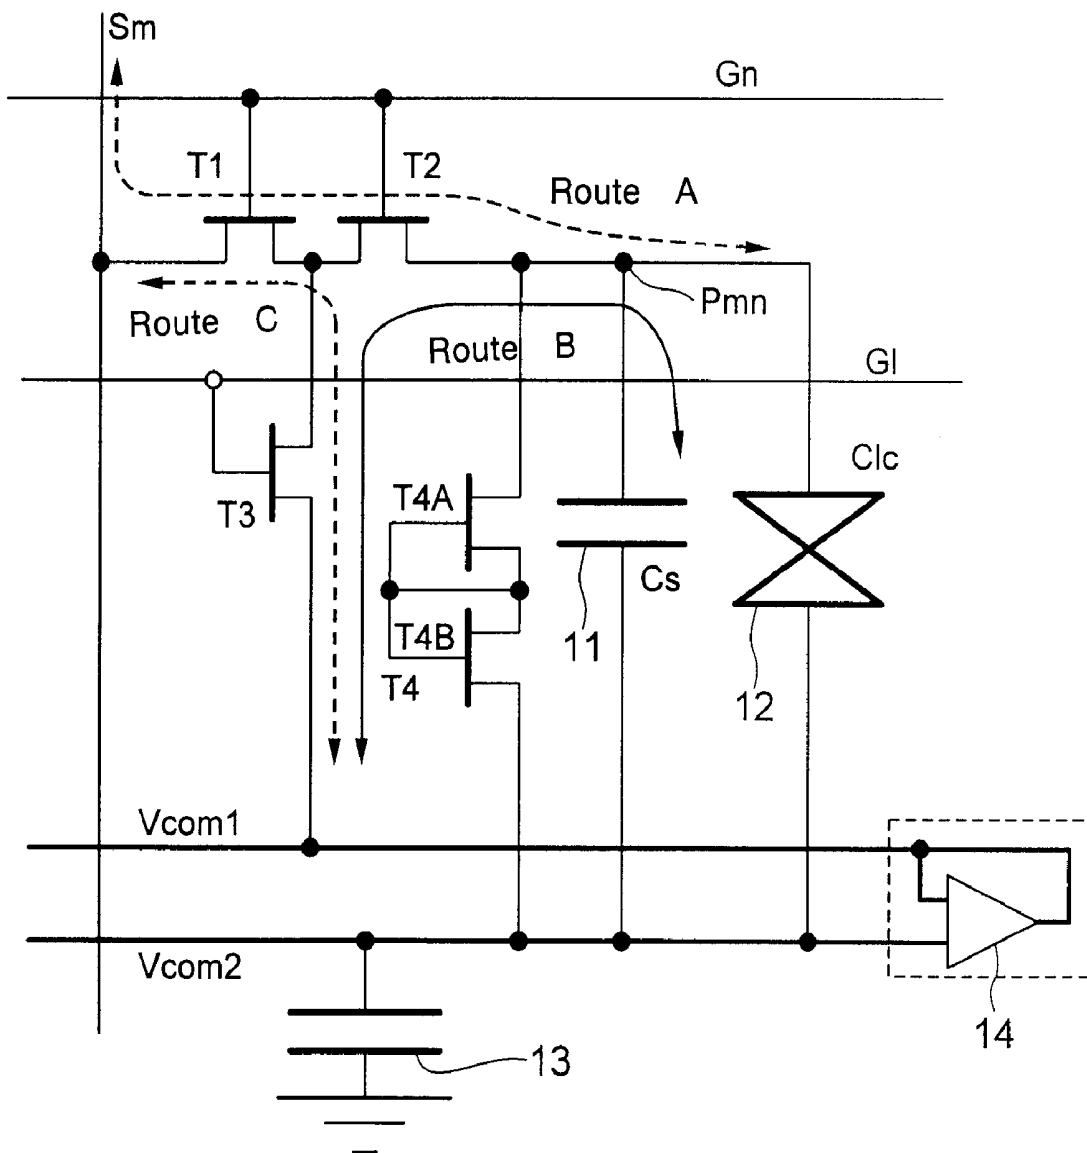 Sm
Gn
T1
T2
Route A
Pmn
Route C
Route B
Gl
Clc
T3
T4A
Cs
11
T4B
T4
12
Vcom1
Vcom2
14
13